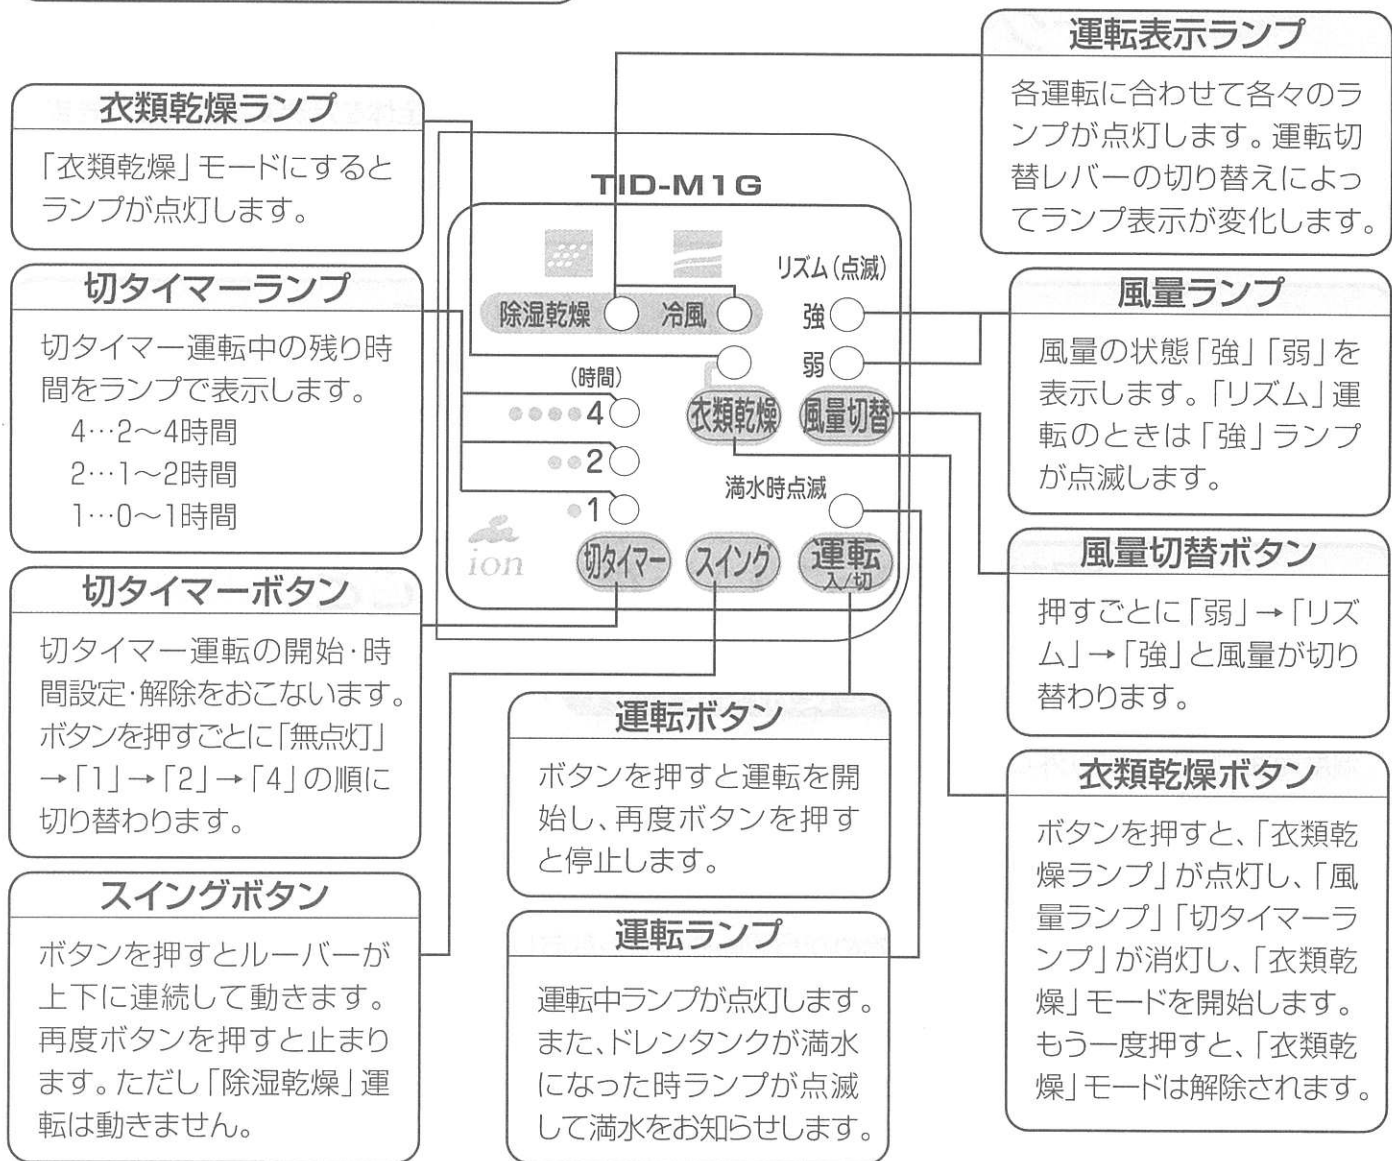 衣類乾燥ランプ
「衣類乾燥」モードにすると
ランプが点灯します。
切タイマーランプ
切タイマー運転中の残り時
間をランプで表示します。
4…2〜4時間
2…1〜2時間
1…0〜1時間
切タイマーボタン
切タイマー運転の開始・時
間設定・解除をおこないます。
ボタンを押すごとに「無点灯」
→「1」→「2」→「4」の順に
切り替わります。
スイングボタン
ボタンを押すとルーバーが
上下に連続して動きます。
再度ボタンを押すと止まり
ます。ただし「除湿乾燥」運
転は動きません。
TID-M1G
リズム(点滅)
除湿乾燥
冷風
強
弱
(時間)
4
衣類乾燥
風量切替
2
満水時点滅
1
ion
切タイマー
スイング
運転
入/切
運転ボタン
ボタンを押すと運転を開
始し、再度ボタンを押す
と停止します。
運転ランプ
運転中ランプが点灯します。
また、ドレンタンクが満水
になった時ランプが点滅
して満水をお知らせします。
運転表示ランプ
各運転に合わせて各々のラ
ンプが点灯します。運転切
替レバーの切り替えによっ
てランプ表示が変化します。
風量ランプ
風量の状態「強」「弱」を
表示します。「リズム」運
転のときは「強」ランプ
が点滅します。
風量切替ボタン
押すごとに「弱」→「リズ
ム」→「強」と風量が切り
替わります。
衣類乾燥ボタン
ボタンを押すと、「衣類乾
燥ランプ」が点灯し、「風
量ランプ」「切タイマーラ
ンプ」が消灯し、「衣類乾
燥」モードを開始します。
もう一度押すと、「衣類乾
燥」モードは解除されます。